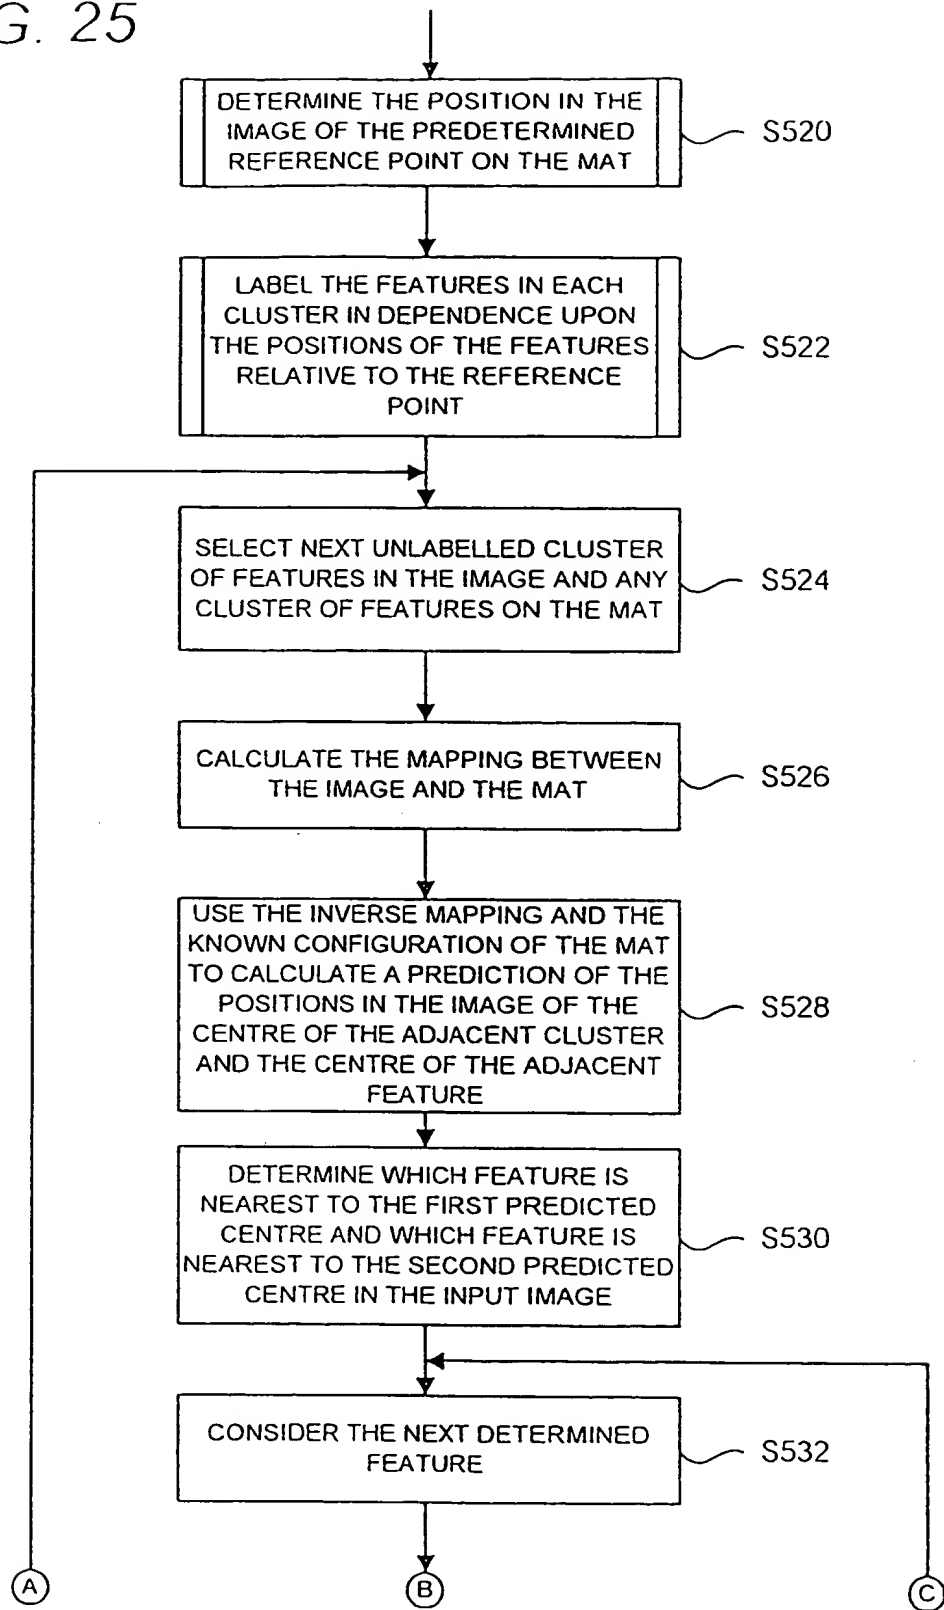 G. 25
DETERMINE THE POSITION IN THE
IMAGE OF THE PREDETERMINED
REFERENCE POINT ON THE MAT
S520
LABEL THE FEATURES IN EACH
CLUSTER IN DEPENDENCE UPON
THE POSITIONS OF THE FEATURES
RELATIVE TO THE REFERENCE
POINT
S522
SELECT NEXT UNLABELLED CLUSTER
OF FEATURES IN THE IMAGE AND ANY
CLUSTER OF FEATURES ON THE MAT
S524
CALCULATE THE MAPPING BETWEEN
THE IMAGE AND THE MAT
S526
USE THE INVERSE MAPPING AND THE
KNOWN CONFIGURATION OF THE MAT
TO CALCULATE A PREDICTION OF THE
POSITIONS IN THE IMAGE OF THE
CENTRE OF THE ADJACENT CLUSTER
AND THE CENTRE OF THE ADJACENT
FEATURE
S528
DETERMINE WHICH FEATURE IS
NEAREST TO THE FIRST PREDICTED
CENTRE AND WHICH FEATURE IS
NEAREST TO THE SECOND PREDICTED
CENTRE IN THE INPUT IMAGE
S530
CONSIDER THE NEXT DETERMINED
FEATURE
S532
A
B
C